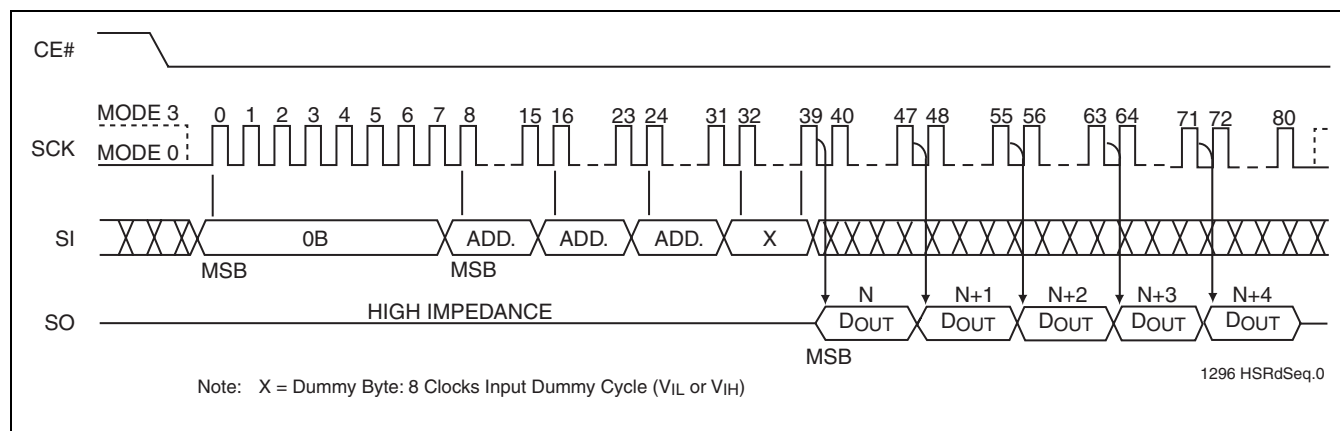 CE#
MODE 3
0 1 2 3 4 5 6 7 8 15 16 23 24 31 32 39 40 47 48 55 56 63 64 71 72 80
SCK
MODE 0
SI
0B ADD. ADD. ADD. X
MSB MSB
N N+1 N+2 N+3 N+4
SO
HIGH IMPEDANCE
DOUT DOUT DOUT DOUT DOUT
MSB
1296 HSRdSeq.0
Note: X = Dummy Byte: 8 Clocks Input Dummy Cycle (VIL or VIH)